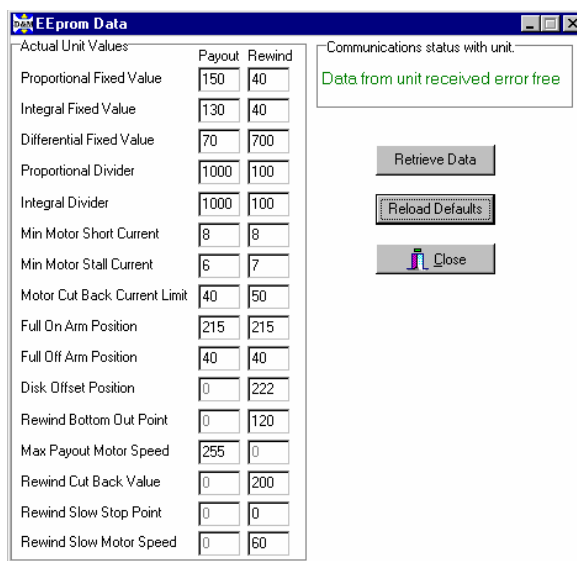 D&M EEprom Data
Actual Unit Values
Payout Rewind
Proportional Fixed Value 150 40
Integral Fixed Value 130 40
Differential Fixed Value 70 700
Proportional Divider 1000 100
Integral Divider 1000 100
Min Motor Short Current 8 8
Min Motor Stall Current 6 7
Motor Cut Back Current Limit 40 50
Full On Arm Position 215 215
Full Off Arm Position 40 40
Disk Offset Position 0 222
Rewind Bottom Out Point 0 120
Max Payout Motor Speed 255 0
Rewind Cut Back Value 0 200
Rewind Slow Stop Point 0 0
Rewind Slow Motor Speed 0 60
Communications status with unit.
Data from unit received error free
Retrieve Data
Reload Defaults
Close